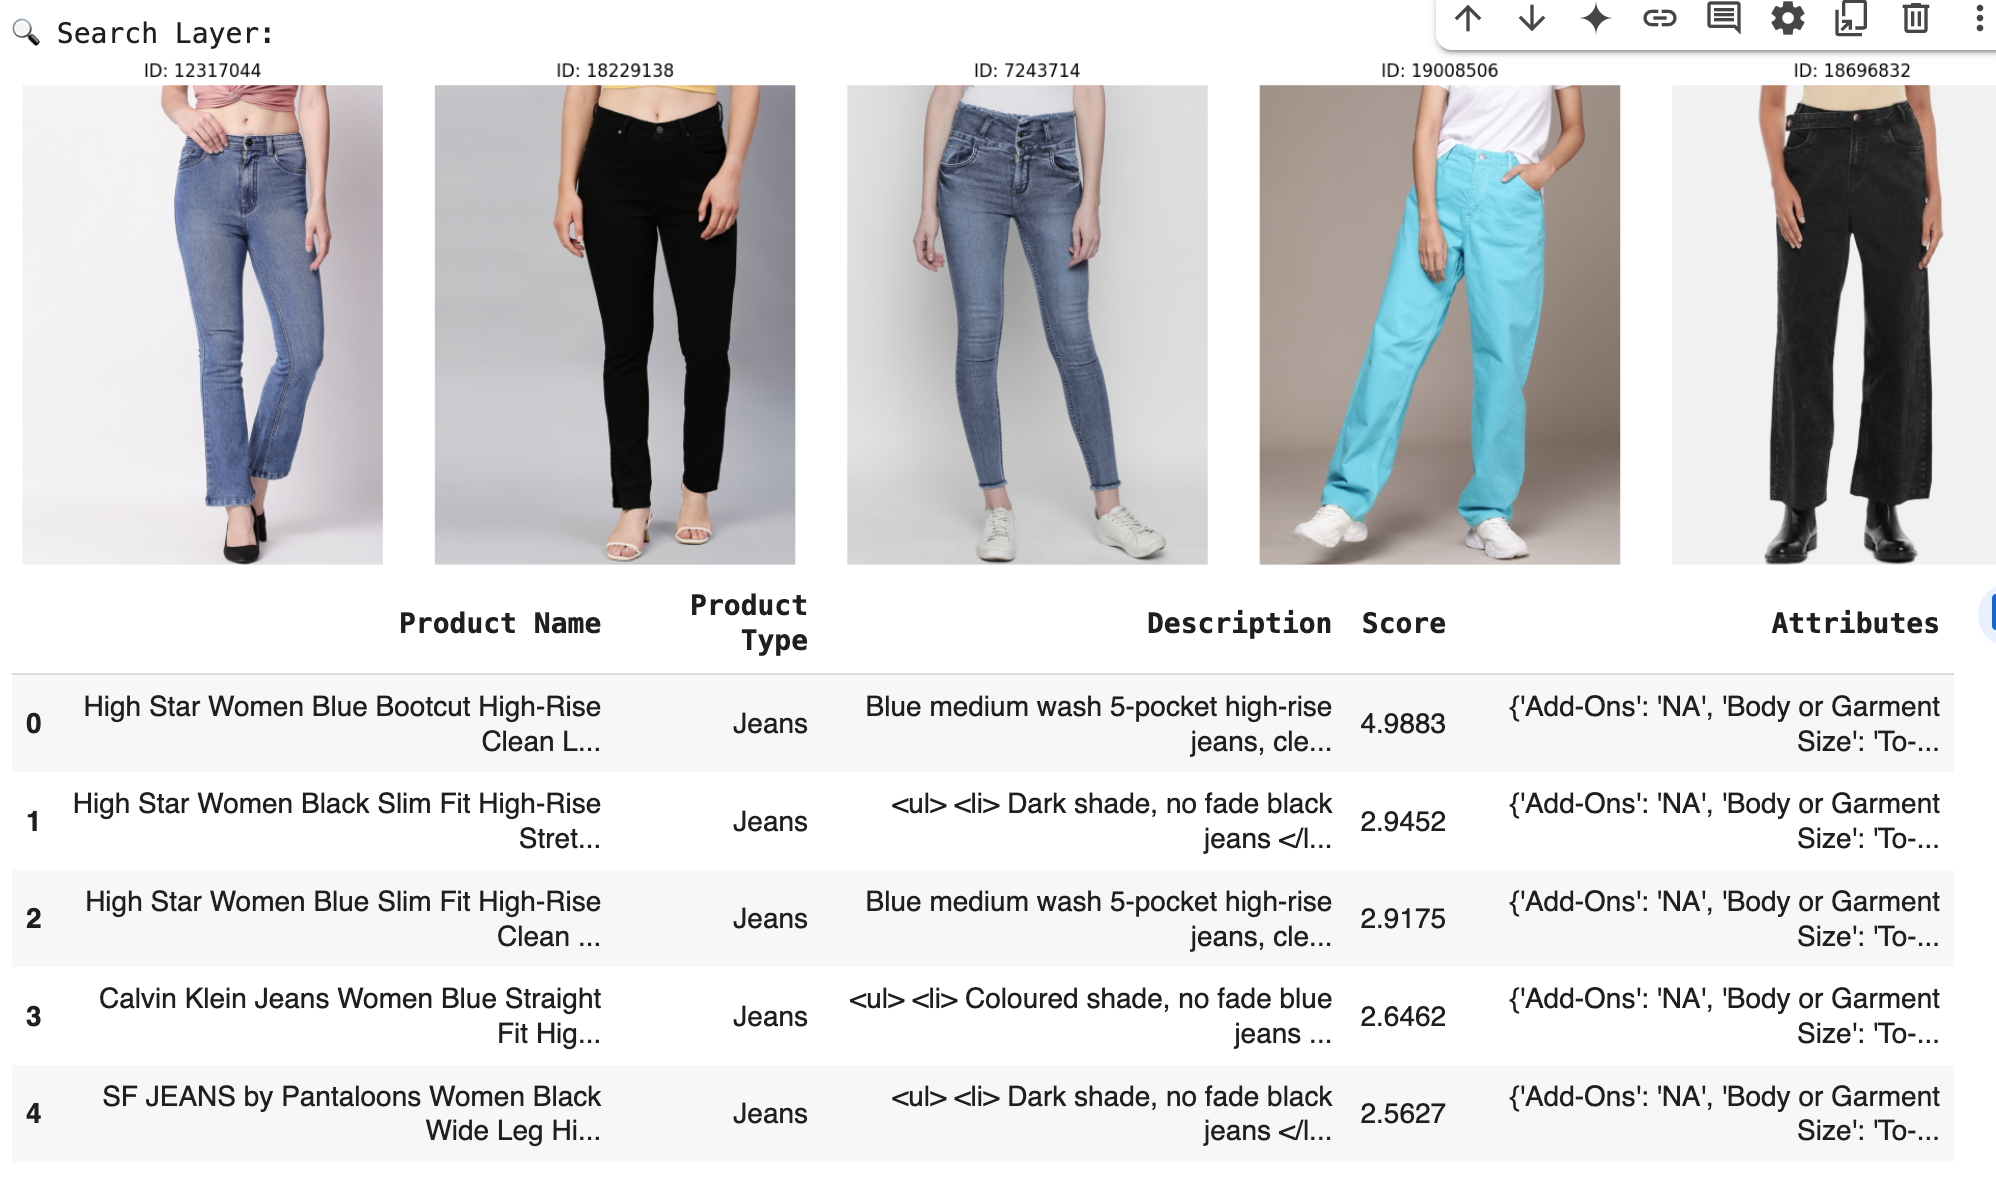 Search Layer:
ID: 12317044
ID: 18229138
ID: 7243714
ID: 19008506
ID: 18696832
Product Name
Product
Type
Description
Score
Attributes
0
High Star Women Blue Bootcut High-Rise
Clean L...
Jeans
Blue medium wash 5-pocket high-rise
jeans, cle...
4.9883
{'Add-Ons': 'NA', 'Body or Garment
Size': 'To-...
1
High Star Women Black Slim Fit High-Rise
Stret...
Jeans
<ul> <li> Dark shade, no fade black
jeans </l...
2.9452
{'Add-Ons': 'NA', 'Body or Garment
Size': 'To-...
2
High Star Women Blue Slim Fit High-Rise
Clean ...
Jeans
Blue medium wash 5-pocket high-rise
jeans, cle...
2.9175
{'Add-Ons': 'NA', 'Body or Garment
Size': 'To-...
3
Calvin Klein Jeans Women Blue Straight
Fit Hig...
Jeans
<ul> <li> Coloured shade, no fade blue
jeans ...
2.6462
{'Add-Ons': 'NA', 'Body or Garment
Size': 'To-...
4
SF JEANS by Pantaloons Women Black
Wide Leg Hi...
Jeans
<ul> <li> Dark shade, no fade black
jeans </l...
2.5627
{'Add-Ons': 'NA', 'Body or Garment
Size': 'To-...